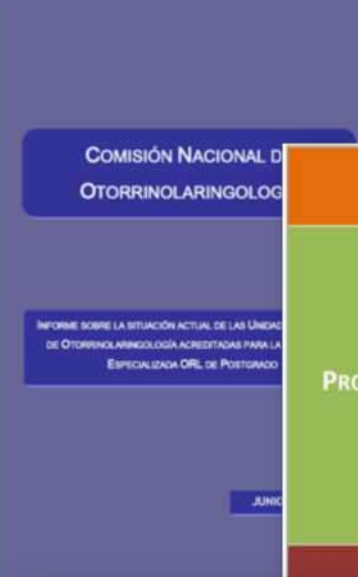 COMISIÓN NACIONAL D
OTORRINOLARINGOLOG
INFORME SOBRE LA SITUACIÓN ACTUAL DE LAS UNIDAD
DE OTORRINOLARINGOLOGÍA ACREDITADAS PARA LA
ESPECIALIZADA ORL DE POSTGRADO
JUNIO
PRO